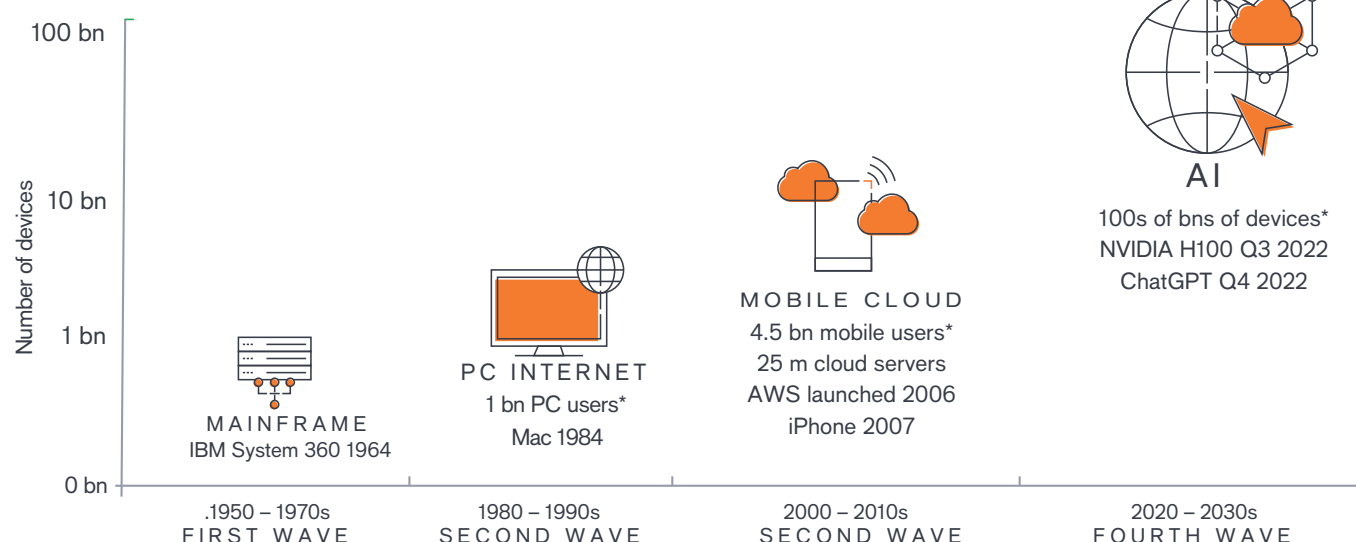 100 bn
10 bn
1 bn
0 bn
Number of devices
MAINFRAME
IBM System 360 1964
PC INTERNET
1 bn PC users*
Mac 1984
MOBILE CLOUD
4.5 bn mobile users*
25 m cloud servers
AWS launched 2006
iPhone 2007
AI
100s of bns of devices*
NVIDIA H100 Q3 2022
ChatGPT Q4 2022
.1950 – 1970s
FIRST WAVE
1980 – 1990s
SECOND WAVE
2000 – 2010s
SECOND WAVE
2020 – 2030s
FOURTH WAVE